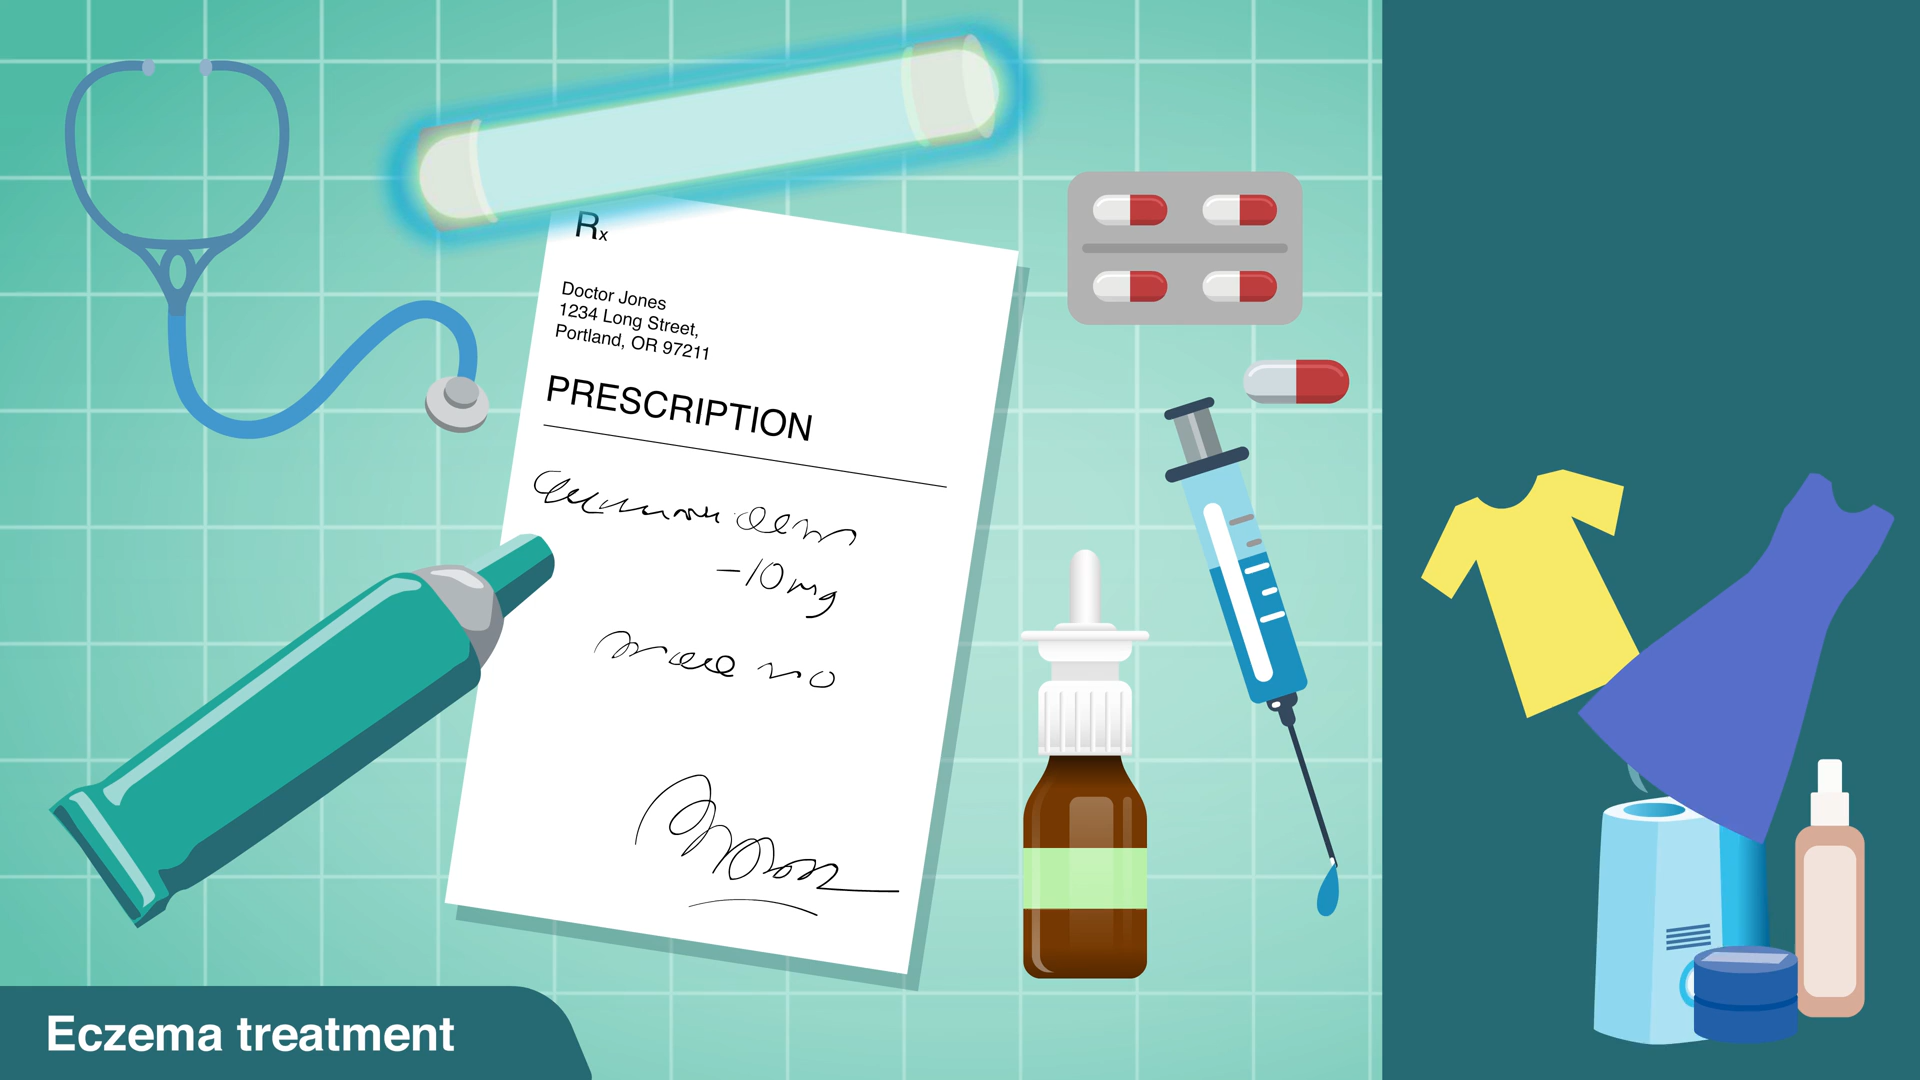 Rx
Doctor Jones
1234 Long Street,
Portland, OR 97211
PRESCRIPTION
-10mg
Eczema treatment